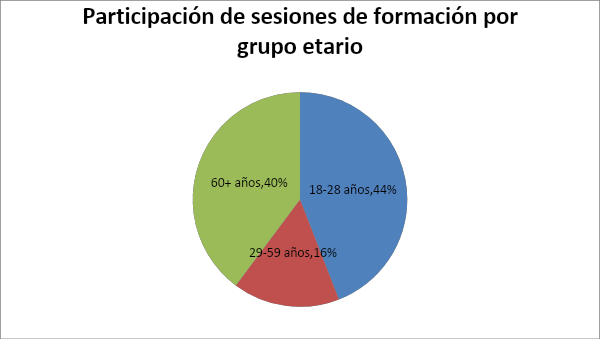 Participación de sesiones de formación por
grupo etario
60+ años,40%
18-28 años,44%
29-59 años,16%